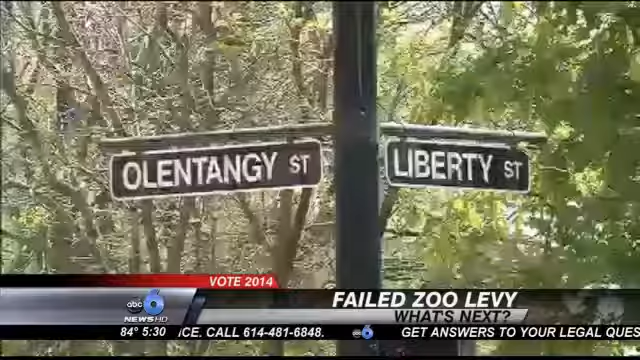 OLENTANGY ST
LIBERTY ST
VOTE 2014
abc 6
NEWS HD
FAILED ZOO LEVY
WHAT'S NEXT?
84° 5:30
ICE. CALL 614-481-6848.
abc 6
GET ANSWERS TO YOUR LEGAL QUES